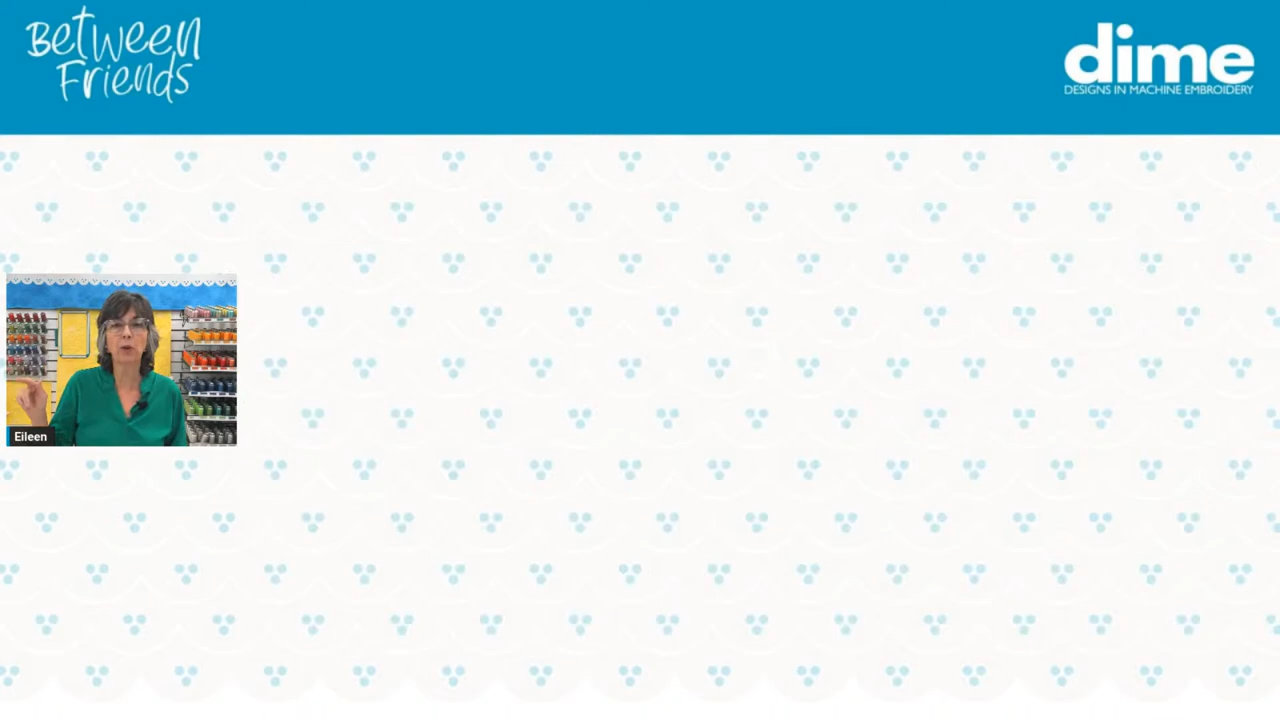 Between
Friends
dime
DESIGNS IN MACHINE EMBROIDERY
Eileen